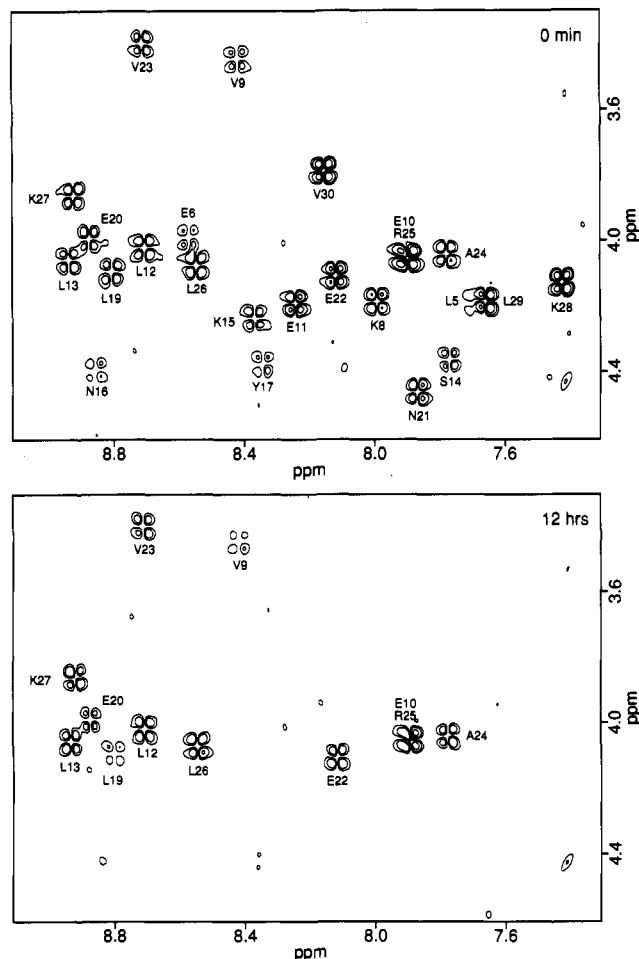 0 min
V23
V9
3.6
V30
K27
E20
E6
E10
R25
4.0
ppm
A24
L13
L19
L12
L26
E22
K8
L5
L29
K28
K15
E11
N16
Y17
S14
4.4
N21
8.8
8.4
8.0
7.6
ppm
12 hrs
V23
V9
3.6
K27
E20
E10
R25
4.0
ppm
A24
L13
L19
L12
L26
E22
4.4
8.8
8.4
8.0
7.6
ppm